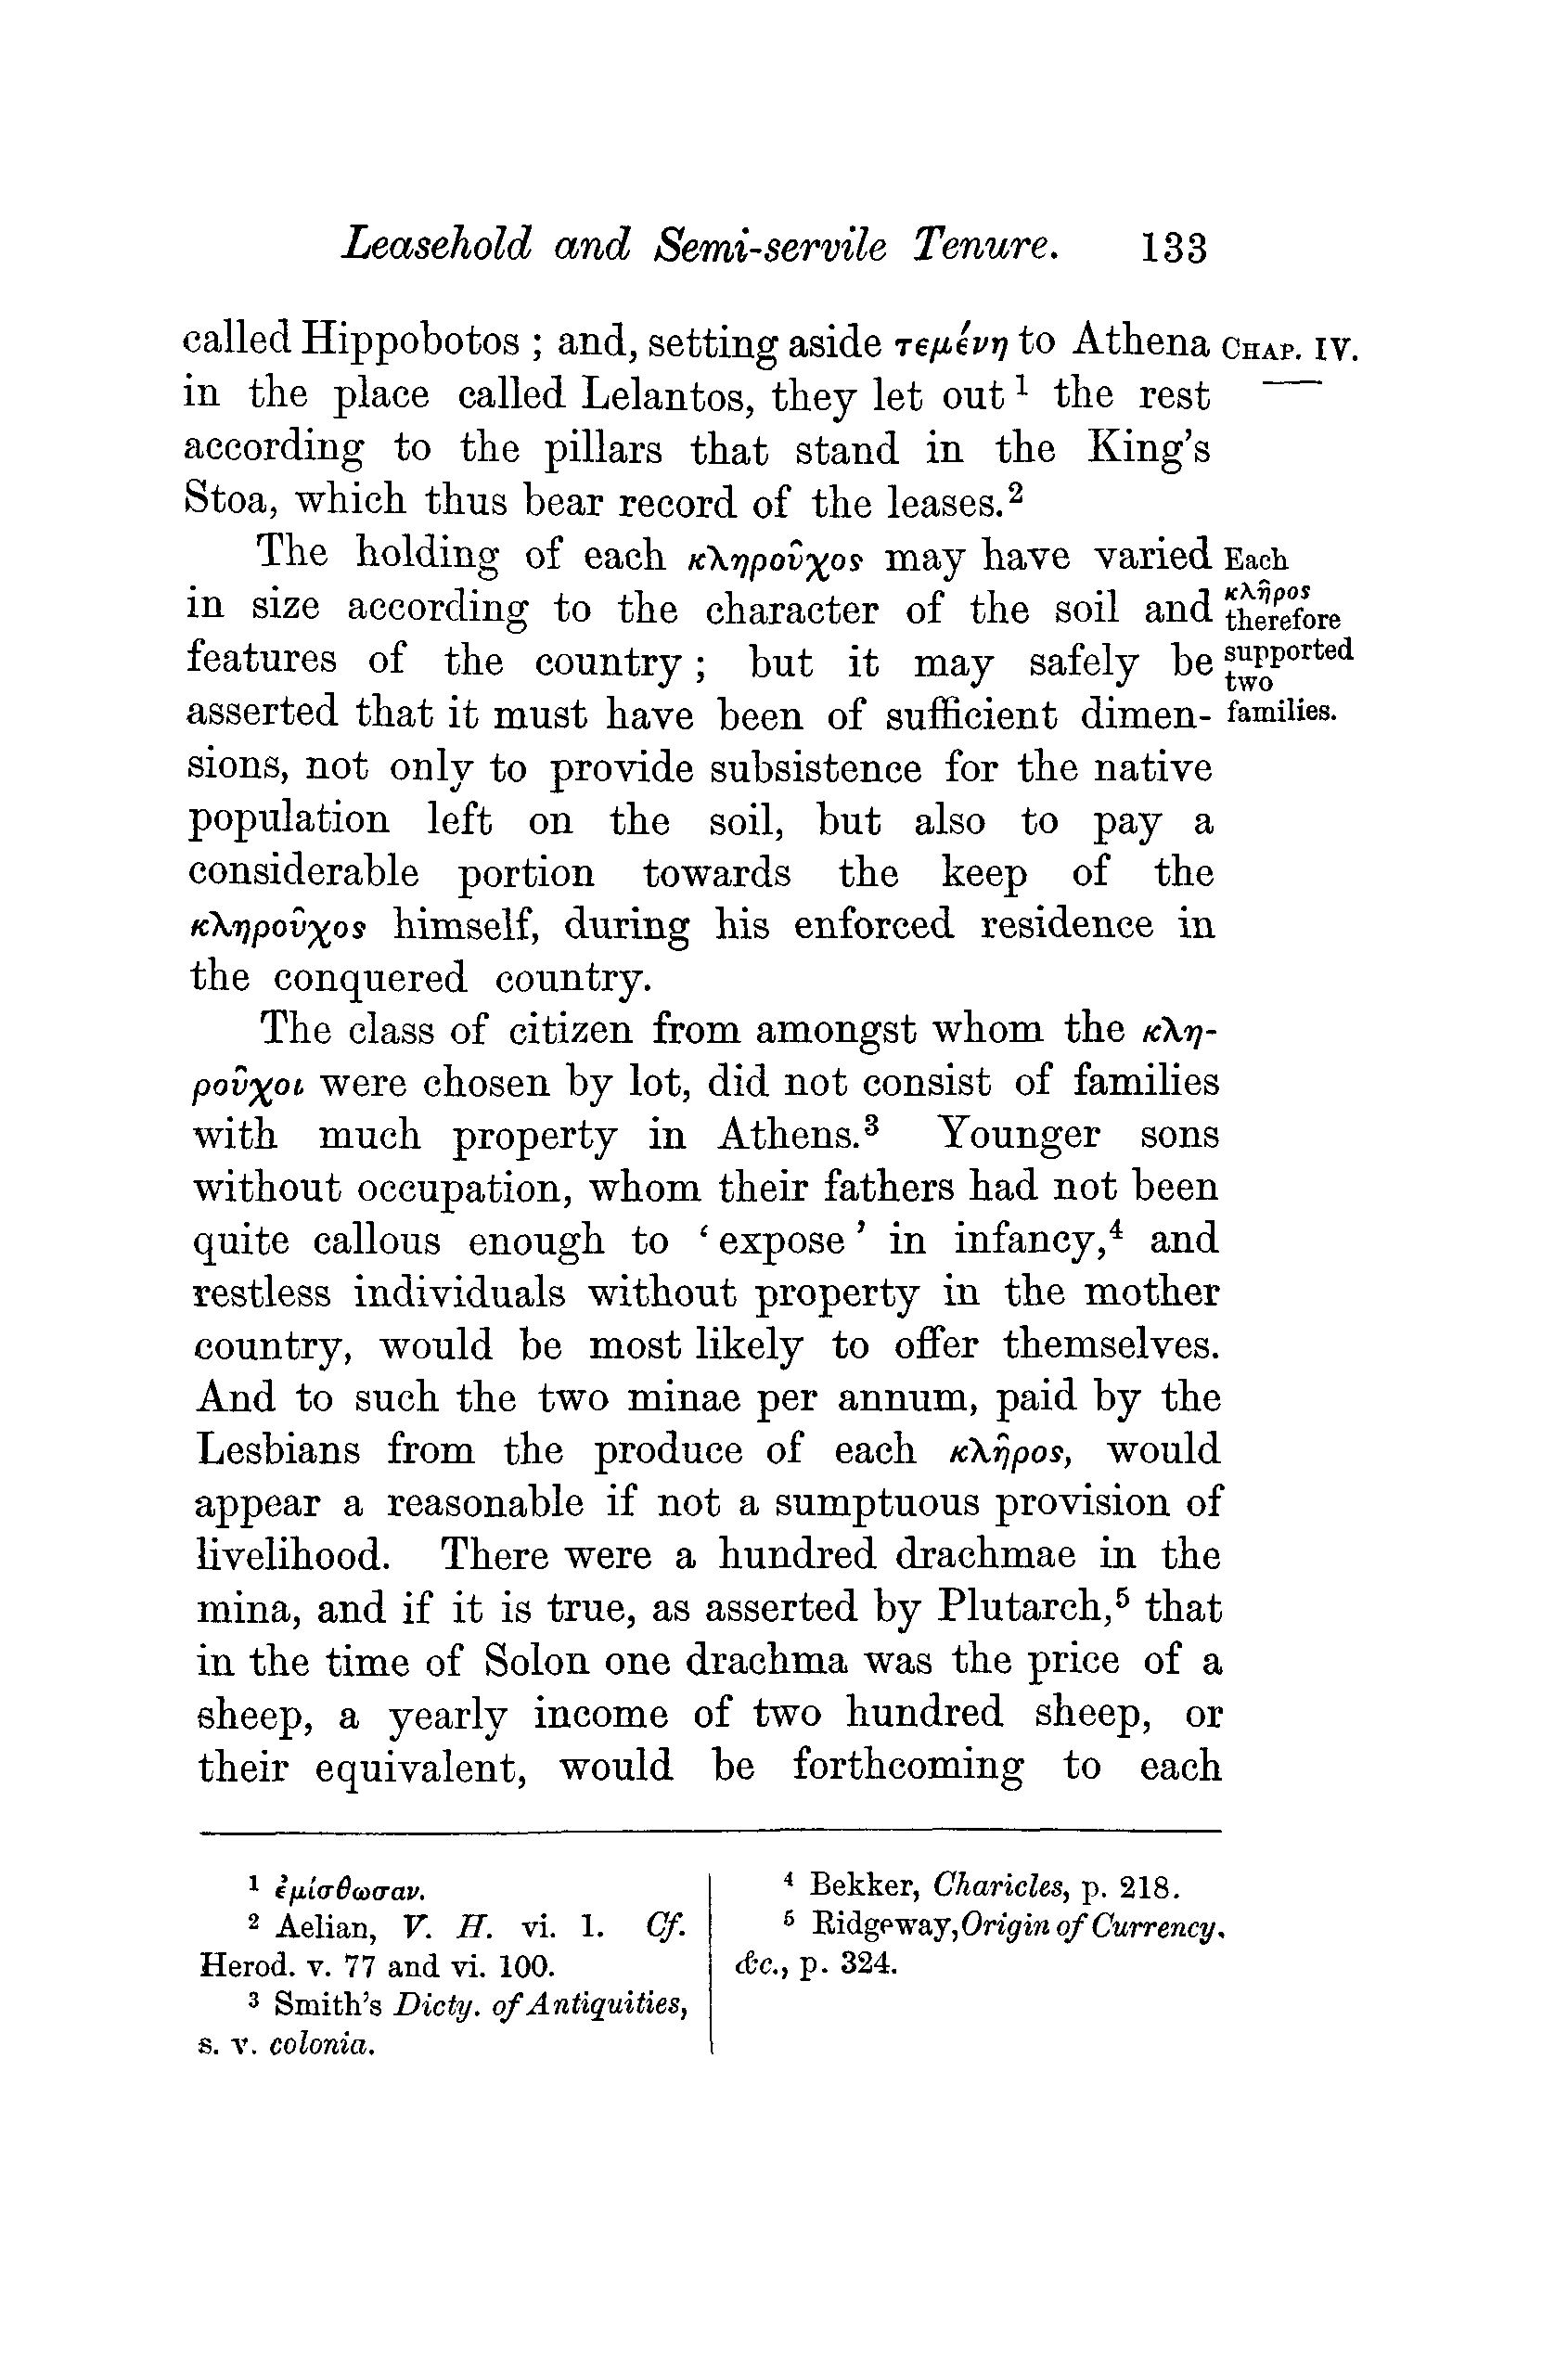 Leasehold and Semi-servile Tenure. 133
called Hippobotos ; and, setting aside τεμένη to Athena
in the place called Lelantos, they let out ¹ the rest
according to the pillars that stand in the King's
Stoa, which thus bear record of the leases.²
The holding of each κληροῦχος may have varied
in size according to the character of the soil and
features of the country ; but it may safely be
asserted that it must have been of sufficient dimen-
sions, not only to provide subsistence for the native
population left on the soil, but also to pay a
considerable portion towards the keep of the
κληροῦχος himself, during his enforced residence in
the conquered country.
The class of citizen from amongst whom the κλη-
ροῦχοι were chosen by lot, did not consist of families
with much property in Athens.³ Younger sons
without occupation, whom their fathers had not been
quite callous enough to ‘ expose ’ in infancy,⁴ and
restless individuals without property in the mother
country, would be most likely to offer themselves.
And to such the two minae per annum, paid by the
Lesbians from the produce of each κλῆρος, would
appear a reasonable if not a sumptuous provision of
livelihood. There were a hundred drachmae in the
mina, and if it is true, as asserted by Plutarch,⁵ that
in the time of Solon one drachma was the price of a
sheep, a yearly income of two hundred sheep, or
their equivalent, would be forthcoming to each
CHAP. IV.
Each
κλῆρος
therefore
supported
two
families.
¹ ἐμίσθωσαν.
² Aelian, V. H. vi. 1. Cf.
Herod. v. 77 and vi. 100.
³ Smith's Dicty. of Antiquities,
s. v. colonia.
⁴ Bekker, Charicles, p. 218.
⁵ Ridgeway, Origin of Currency.
&c., p. 324.